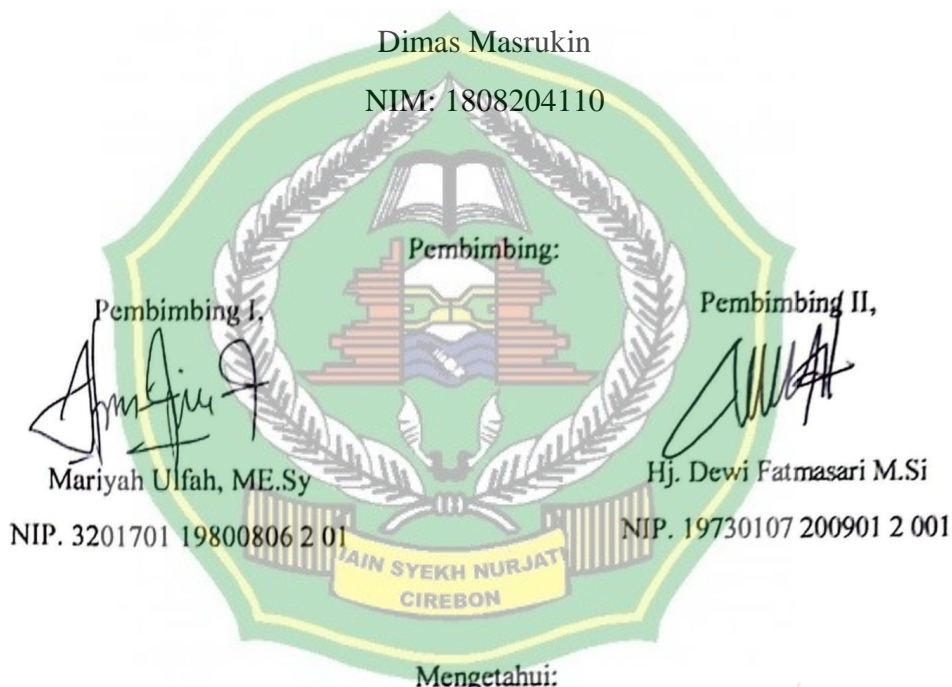 Dimas Masrukin
NIM: 1808204110
Pembimbing:
Pembimbing I,
Pembimbing II,
Mariyah Ulfah, ME.Sy
Hj. Dewi Fatmasari M.Si
NIP. 3201701 19800806 2 01
NIP. 19730107 200901 2 001
IAIN SYEKH NURJATI
CIREBON
Mengetahui: